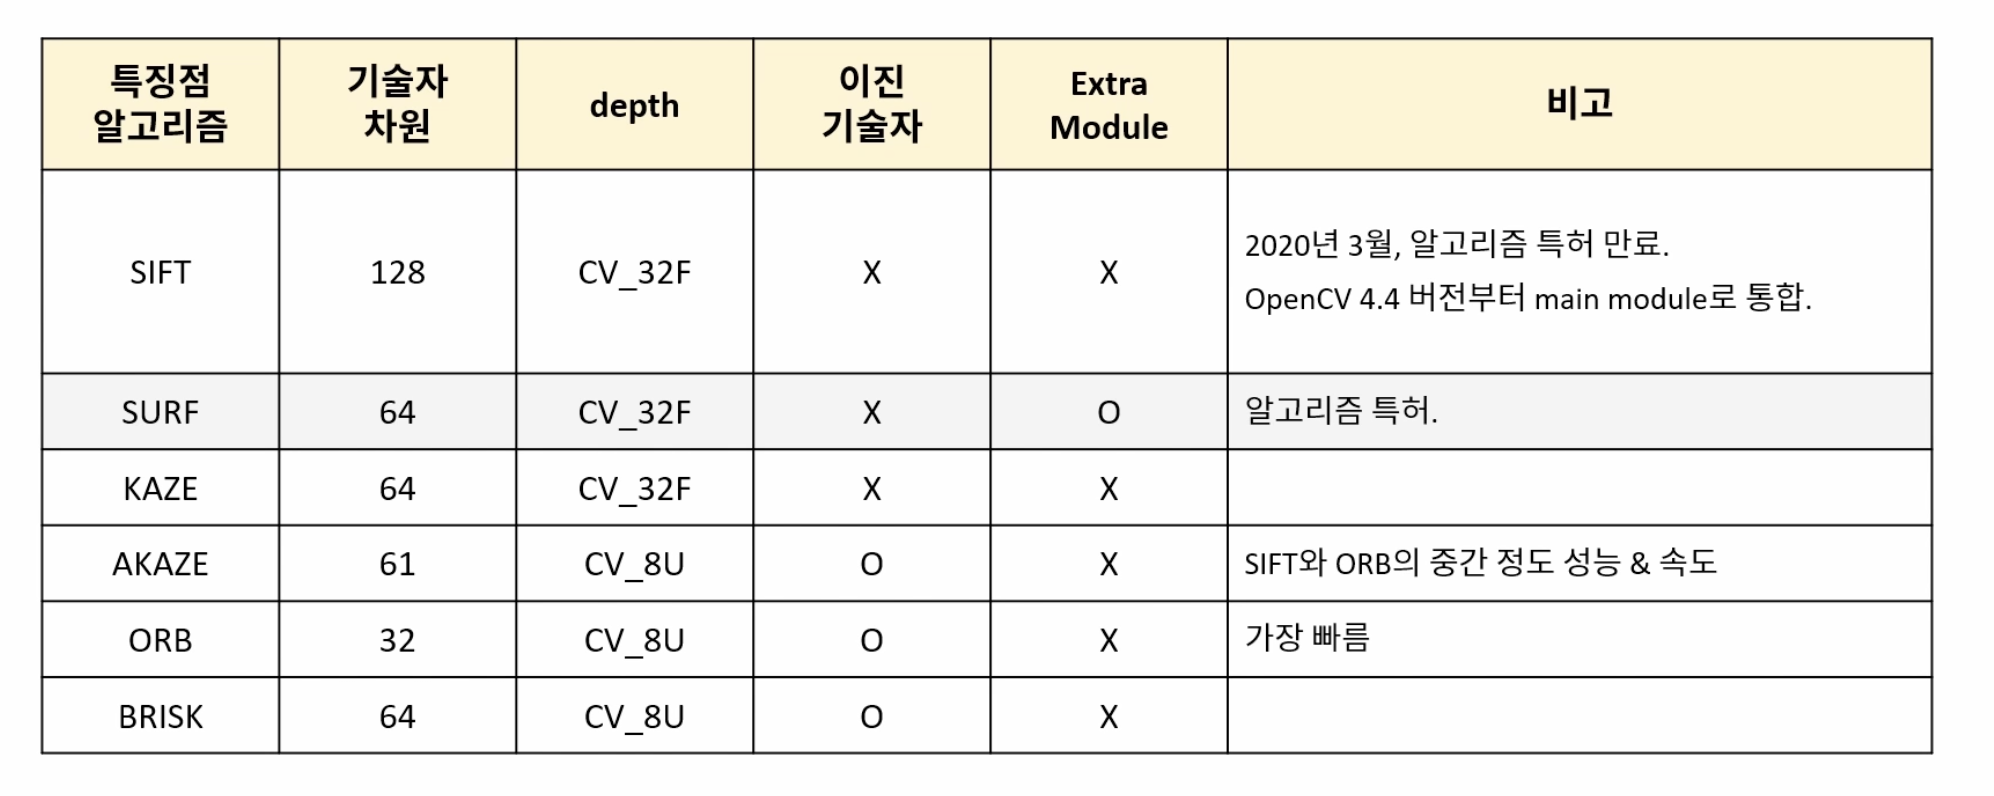 특징점 알고리즘 | 기술자 차원 | depth | 이진 기술자 | Extra Module | 비고
SIFT | 128 | CV_32F | X | X | 2020년 3월, 알고리즘 특허 만료.
OpenCV 4.4 버전부터 main module로 통합.
SURF | 64 | CV_32F | X | O | 알고리즘 특허.
KAZE | 64 | CV_32F | X | X
AKAZE | 61 | CV_8U | O | X | SIFT와 ORB의 중간 정도 성능 & 속도
ORB | 32 | CV_8U | O | X | 가장 빠름
BRISK | 64 | CV_8U | O | X